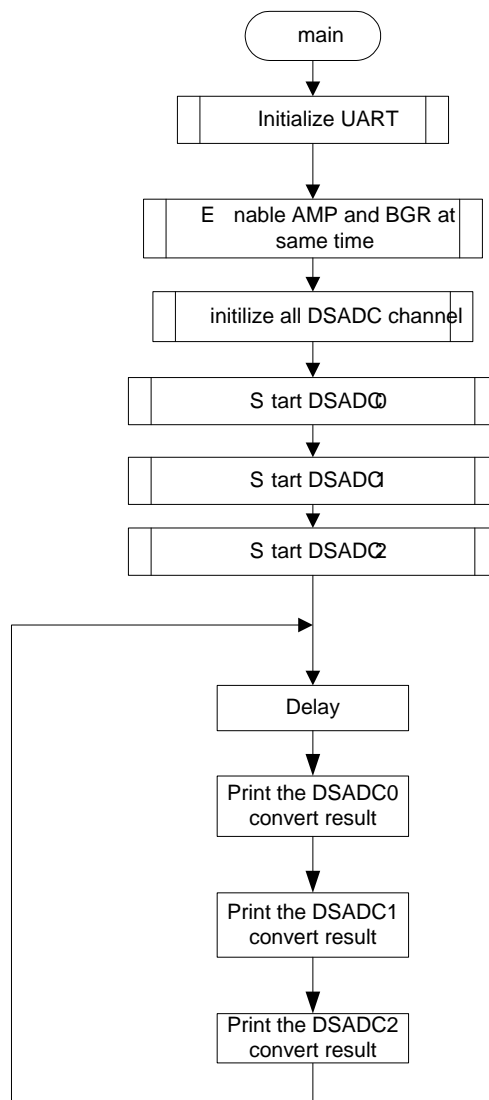 main
Initialize UART
E nable AMP and BGR at
same time
initilize all DSADC channel
S tart DSADC0
S tart DSADC1
S tart DSADC2
Delay
Print the DSADC0
convert result
Print the DSADC1
convert result
Print the DSADC2
convert result